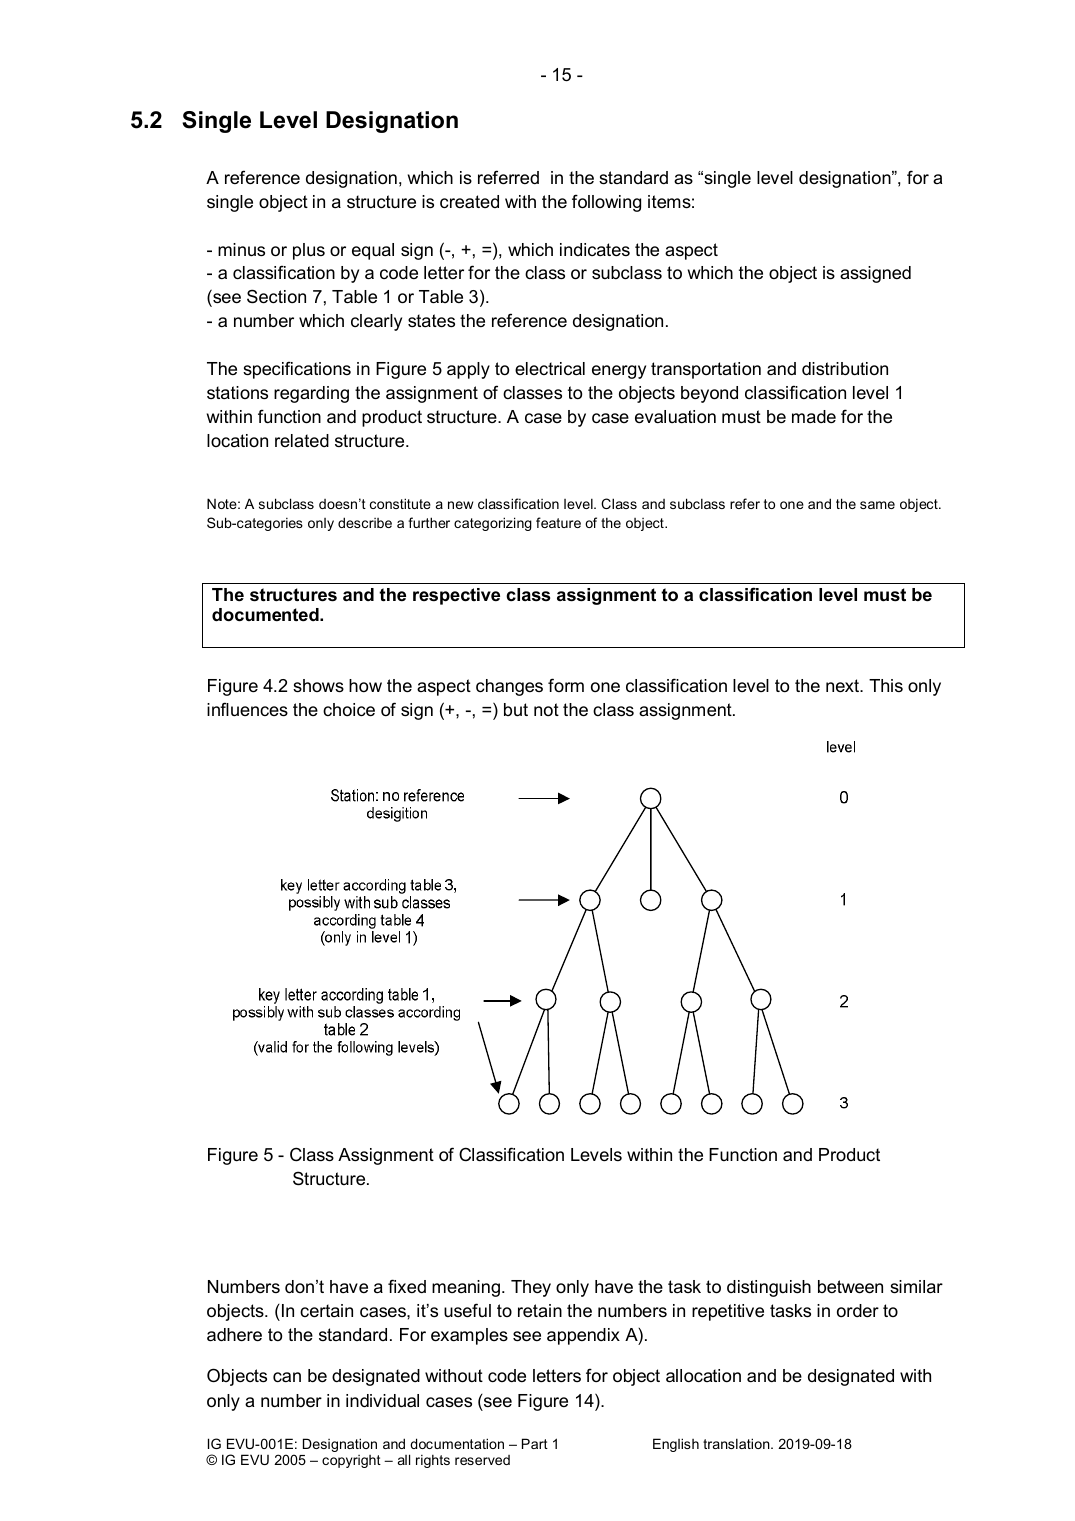 - 15 -
5.2 Single Level Designation
A reference designation, which is referred  in the standard as “single level designation”, for a
single object in a structure is created with the following items:
- minus or plus or equal sign (-, +, =), which indicates the aspect
- a classification by a code letter for the class or subclass to which the object is assigned
(see Section 7, Table 1 or Table 3).
- a number which clearly states the reference designation.
The specifications in Figure 5 apply to electrical energy transportation and distribution
stations regarding the assignment of classes to the objects beyond classification level 1
within function and product structure. A case by case evaluation must be made for the
location related structure.
Note: A subclass doesn’t constitute a new classification level. Class and subclass refer to one and the same object.
Sub-categories only describe a further categorizing feature of the object.
The structures and the respective class assignment to a classification level must be
documented.
Figure 4.2 shows how the aspect changes form one classification level to the next. This only
influences the choice of sign (+, -, =) but not the class assignment.
level
Station: no reference
desigition
0
key letter according table 3,
possibly with sub classes
according table 4
(only in level 1)
1
key letter according table 1,
possibly with sub classes according
table 2
(valid for the following levels)
2
3
Figure 5 - Class Assignment of Classification Levels within the Function and Product
Structure.
Numbers don’t have a fixed meaning. They only have the task to distinguish between similar
objects. (In certain cases, it’s useful to retain the numbers in repetitive tasks in order to
adhere to the standard. For examples see appendix A).
Objects can be designated without code letters for object allocation and be designated with
only a number in individual cases (see Figure 14).
IG EVU-001E: Designation and documentation – Part 1 English translation. 2019-09-18
© IG EVU 2005 – copyright – all rights reserved